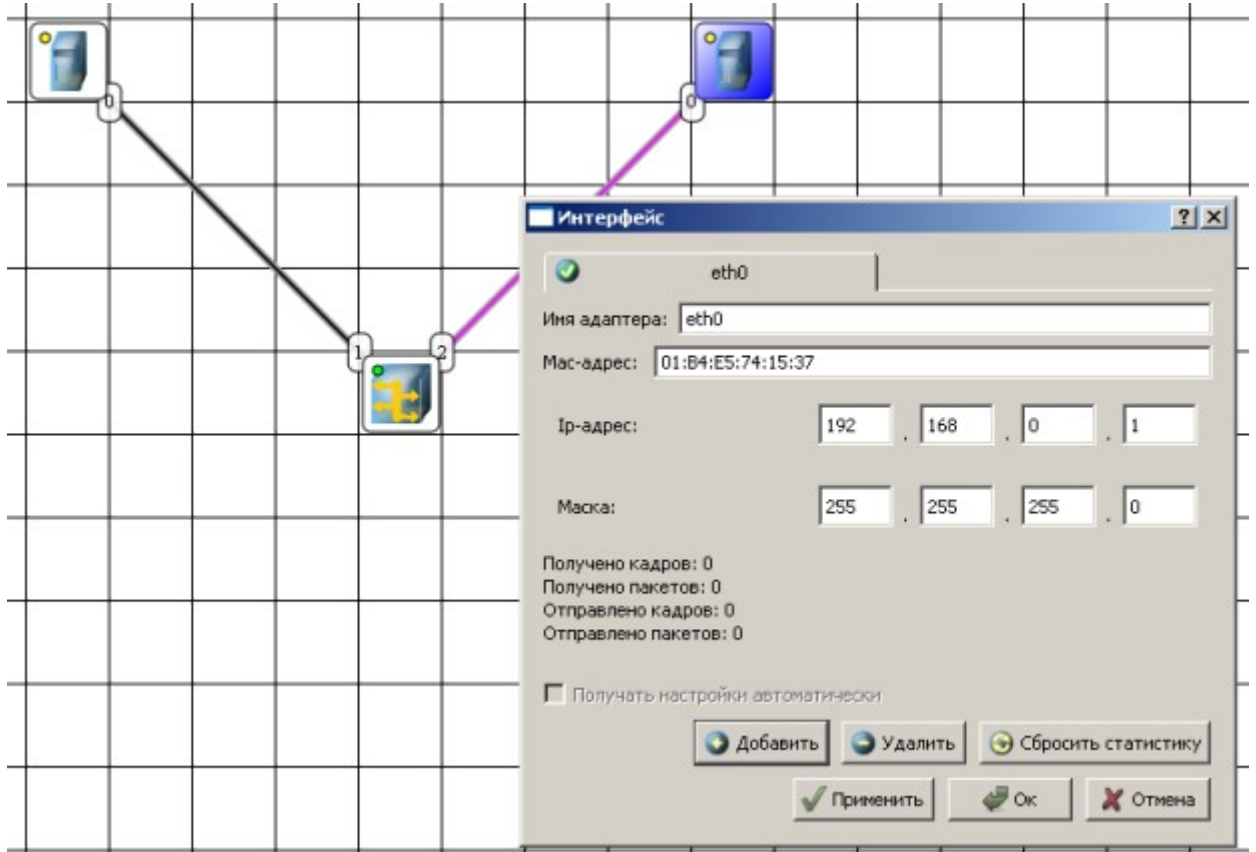 0
0
Интерфейс
eth0
Имя адаптера: eth0
Mac-адрес: 01:B4:E5:74:15:37
1
2
Ip-адрес: 192 . 168 . 0 . 1
Маска: 255 . 255 . 255 . 0
Получено кадров: 0
Получено пакетов: 0
Отправлено кадров: 0
Отправлено пакетов: 0
Получать настройки автоматически
Добавить Удалить Сбросить статистику
Применить Ок Отмена